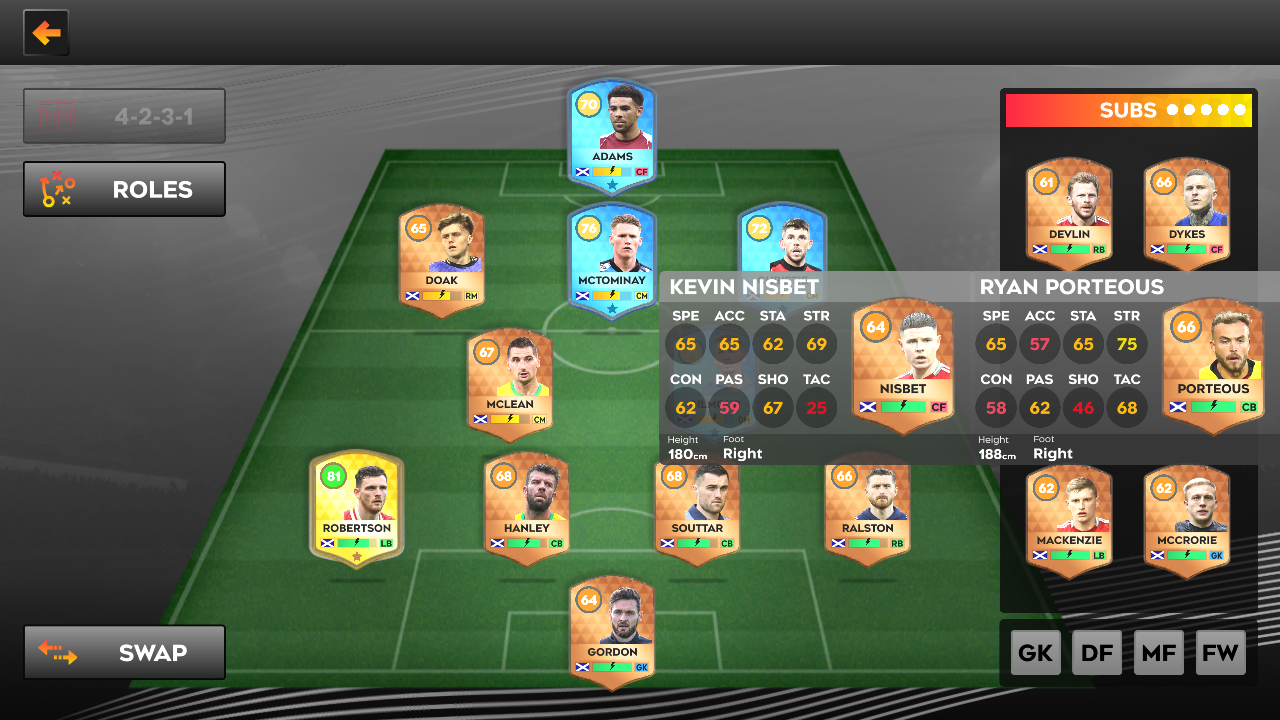 4-2-3-1
ROLES
SWAP
70
ADAMS
CF
65
DOAK
RM
76
MCTOMINAY
CM
72
67
MCLEAN
CM
81
ROBERTSON
LB
68
HANLEY
CB
68
SOUTTAR
CB
66
RALSTON
RB
64
GORDON
GK
KEVIN NISBET
SPE ACC STA STR
65 65 62 69
CON PAS SHO TAC
62 59 67 25
Height Foot
180cm Right
64
NISBET
CF
RYAN PORTEOUS
SPE ACC STA STR
65 57 65 75
CON PAS SHO TAC
58 62 46 68
Height Foot
188cm Right
66
PORTEOUS
CB
SUBS
61
DEVLIN
RB
66
DYKES
CF
62
MACKENZIE
LB
62
MCCRORIE
GK
GK DF MF FW